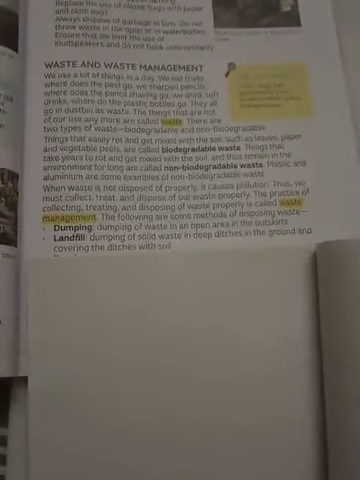 Replace the use of plastic bags with paper
and cloth bags
Always dispose of garbage in bins. Do not
throw waste in the open or in waterbodies
Ensure that we limit the use of
loudspeakers and do not honk unnecessarily
WASTE AND WASTE MANAGEMENT
We use a lot of things in a day. We eat fruits,
where does the peel go, we sharpen pencils,
where does the pencil shaving go, we drink soft
drinks, where do the plastic bottles go. They all
go in dustbin as waste. The things that are not
of our use any more are called waste. There are
two types of waste—biodegradable and non-biodegradable
Things that easily rot and get mixed with the soil, such as leaves, paper
and vegetable peels, are called biodegradable waste. Things that
take years to rot and get mixed with the soil, and thus remain in the
environment for long are called non-biodegradable waste. Plastic and
aluminium are some examples of non-biodegradable waste
When waste is not disposed of properly, it causes pollution. Thus, we
must collect, treat, and dispose of our waste properly. The practice of
collecting, treating, and disposing of waste properly is called waste
management. The following are some methods of disposing waste—
• Dumping: dumping of waste in an open area in the outskirts
• Landfill: dumping of solid waste in deep ditches in the ground and
covering the ditches with soil